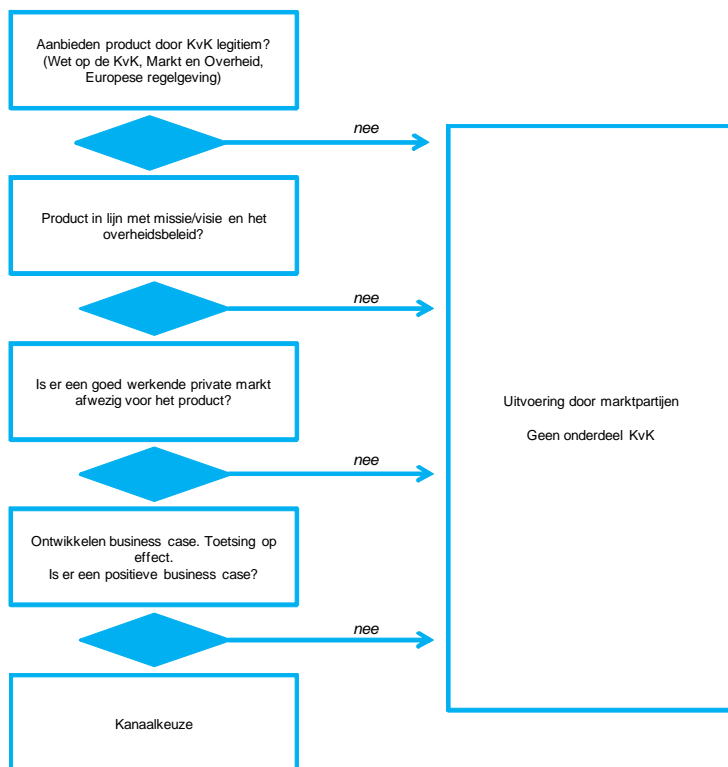 Aanbieden product door KvK legitiem?
(Wet op de KvK, Markt en Overheid,
Europese regelgeving)
nee
Product in lijn met missie/visie en het
overheidsbeleid?
nee
Is er een goed werkende private markt
afwezig voor het product?
nee
Ontwikkelen business case. Toetsing op
effect.
Is er een positieve business case?
nee
Kanaalkeuze
Uitvoering door marktpartijen
Geen onderdeel KvK